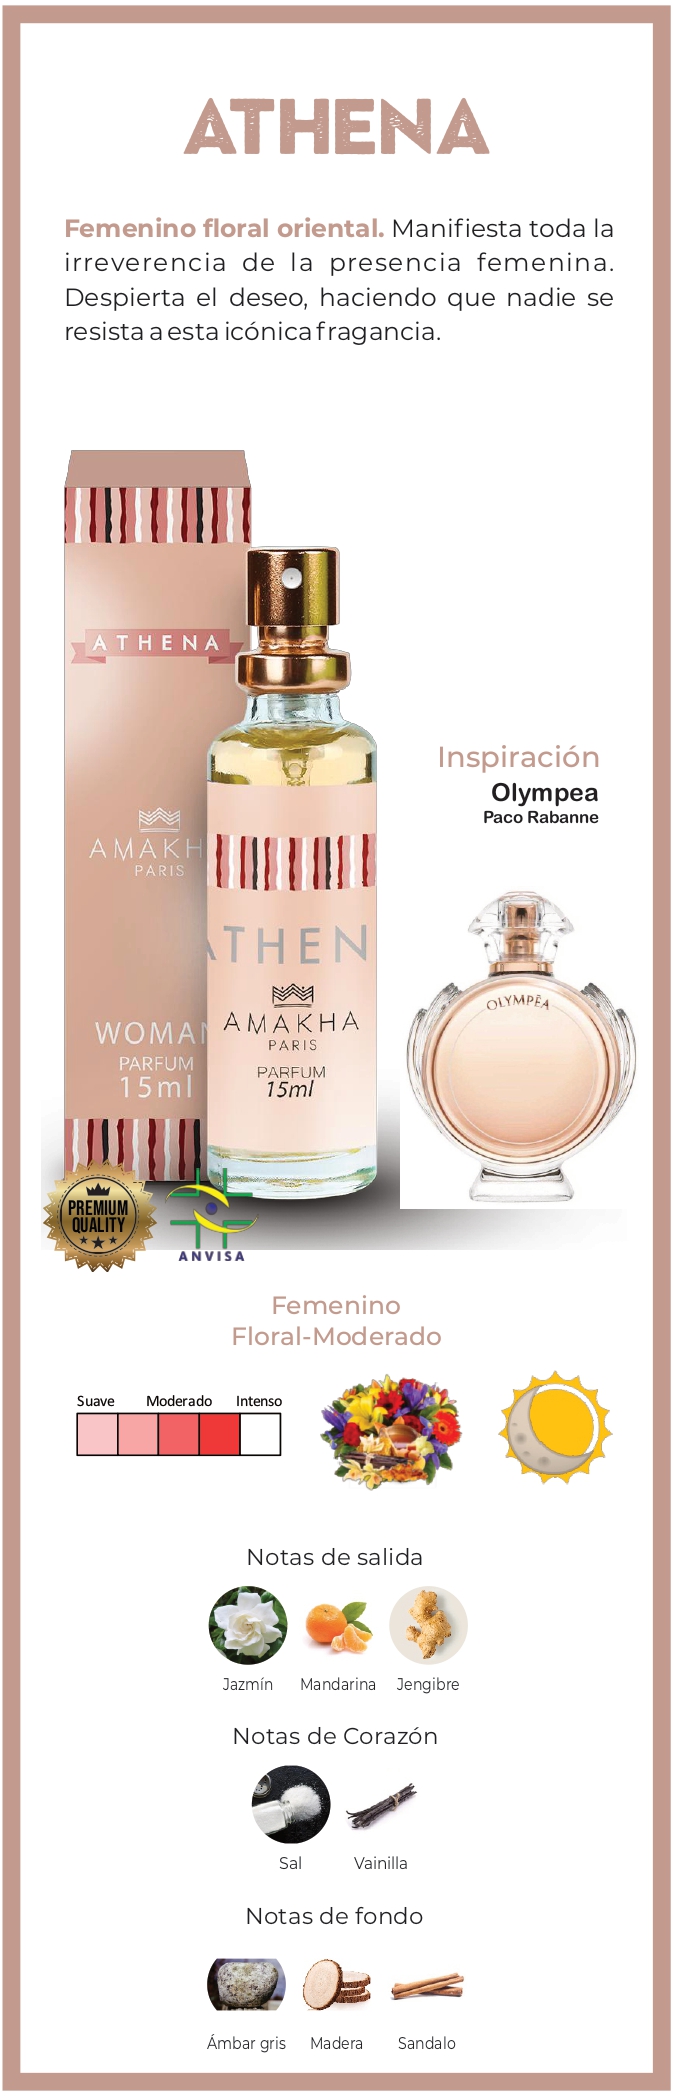 ATHENA
Femenino floral oriental. Manifiesta toda la
irreverencia de la presencia femenina.
Despierta el deseo, haciendo que nadie se
resista a esta icónica fragancia.
ATHENA
AMAKH
PARIS
WOMAN
PARFUM
15ml
ATHEN
AMAKHA
PARIS
PARFUM
15ml
Inspiración
Olympea
Paco Rabanne
OLYMPĒA
PREMIUM
QUALITY
ANVISA
Femenino
Floral-Moderado
Suave Moderado Intenso
Notas de salida
Jazmín Mandarina Jengibre
Notas de Corazón
Sal Vainilla
Notas de fondo
Ámbar gris Madera Sandalo